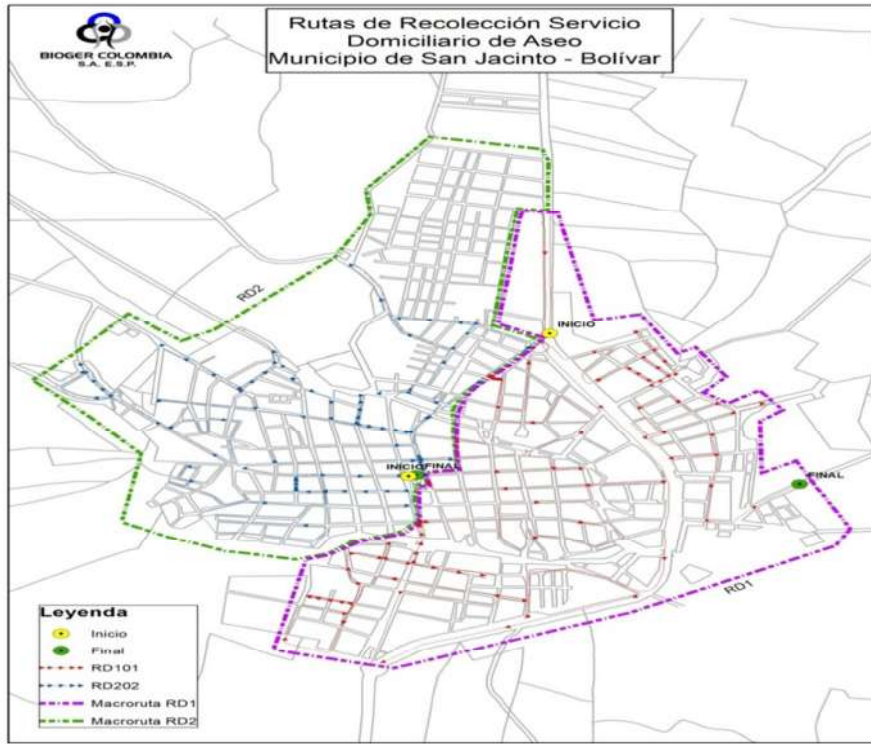 BIOGER COLOMBIA
S.A. E.S.P.
Rutas de Recolección Servicio
Domiciliario de Aseo
Municipio de San Jacinto - Bolívar
RD2
INICIO
INICIO
FINAL
FINAL
RD1
Leyenda
Inicio
Final
RD101
RD202
Macroruta RD1
Macroruta RD2